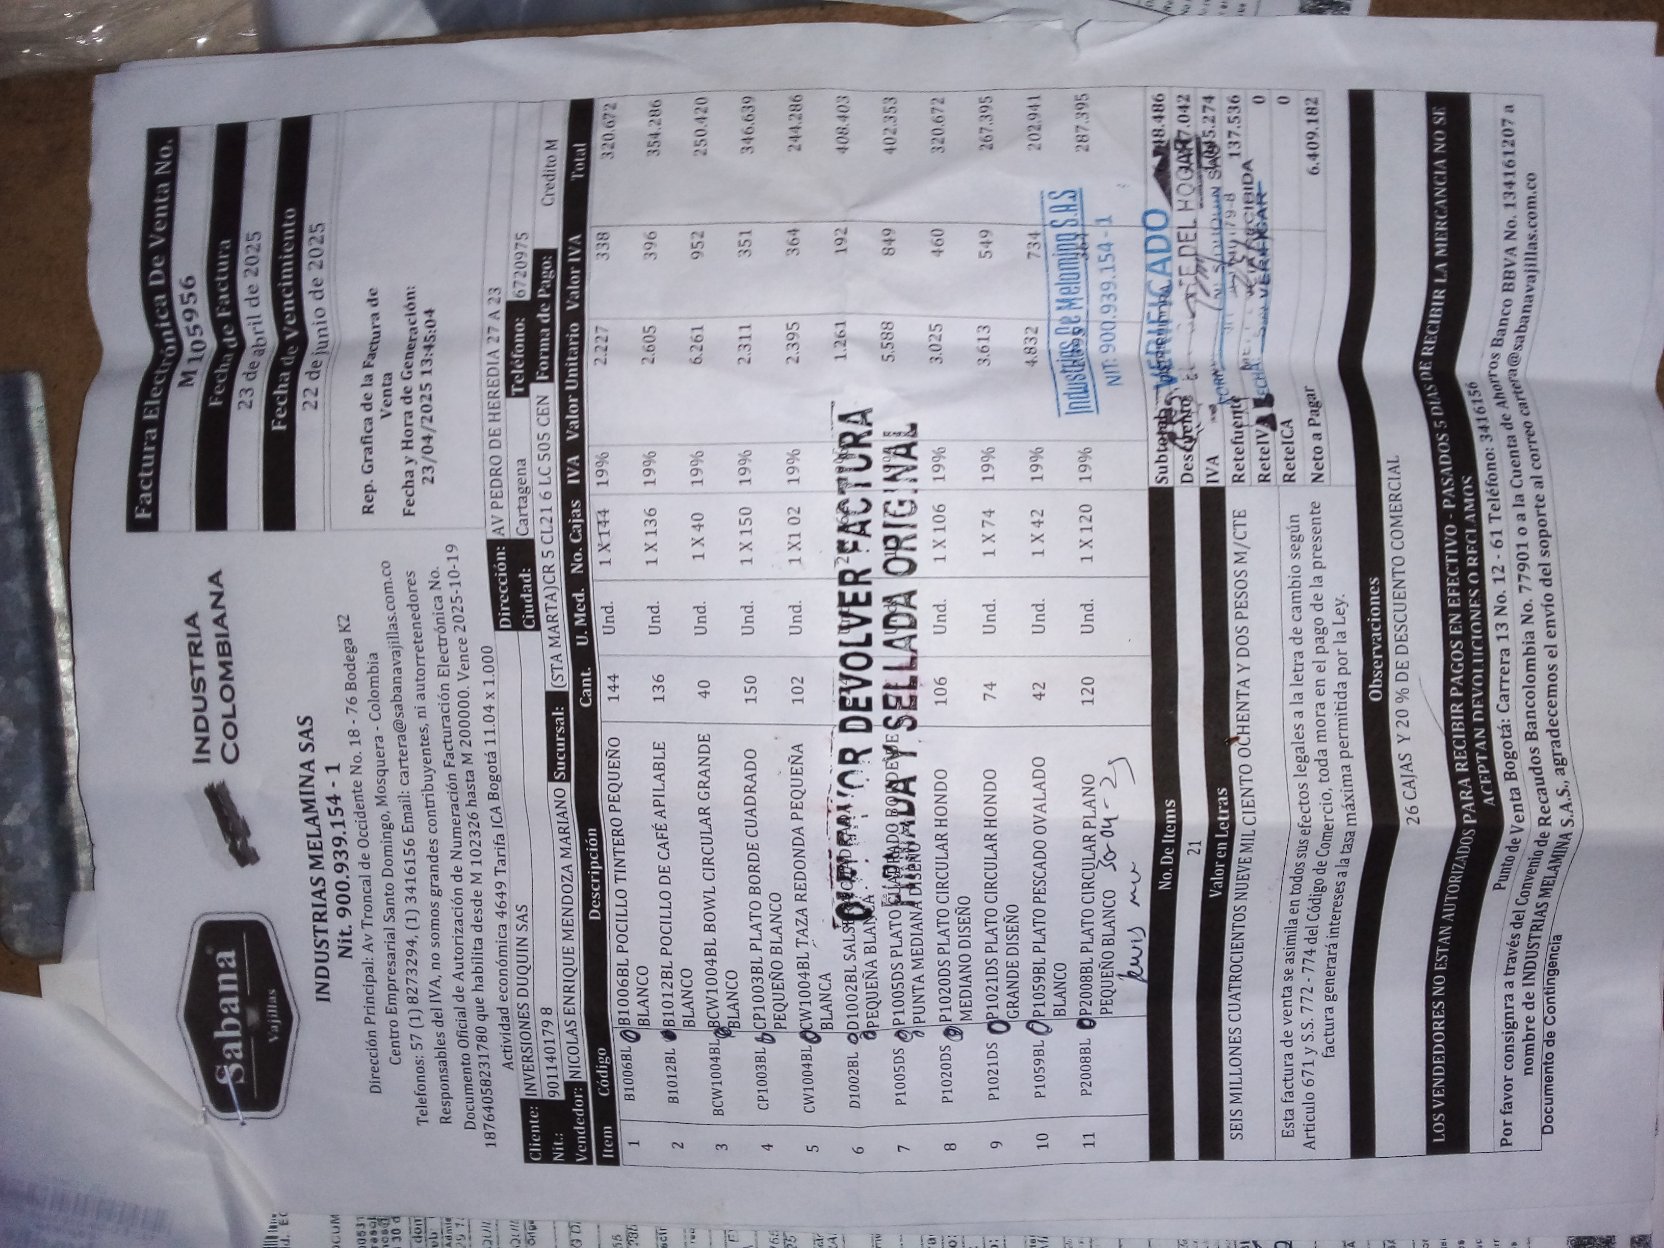 Sabana
Vajillas
INDUSTRIA
COLOMBIANA
INDUSTRIAS MELAMINA SAS
Nit. 900.939.154 - 1
Dirección Principal: Av Troncal de Occidente No. 18 - 76 Bodega K2
Centro Empresarial Santo Domingo, Mosquera - Colombia
Telefonos: 57 (1) 8273294, (1) 3416156 Email: cartera@sabanavajillas.com.co
Responsables del IVA, no somos grandes contribuyentes, ni autorretenedores
Documento Oficial de Autorización de Numeración Facturación Electrónica No.
18764058231780 que habilita desde M 102326 hasta M 200000. Vence 2025-10-19
Actividad económica 4649 Tarifa ICA Bogotá 11.04 x 1.000
Factura Electrónica De Venta No.
M 105956
Fecha de Factura
23 de abril de 2025
Fecha de Vencimiento
22 de junio de 2025
Rep. Grafica de la Factura de
Venta
Fecha y Hora de Generación:
23/04/2025 13:45:04
Cliente: INVERSIONES DUQUIN SAS Dirección: AV PEDRO DE HEREDIA 27 A 23
Nit.: 901140179 8 Ciudad: Cartagena Teléfono: 6720975
Vendedor: NICOLAS ENRIQUE MENDOZA MARIANO Sucursal: (STA MARTA)CR 5 CL21 6 LC 505 CEN Forma de Pago: Credito M
Item Código Descripción Cant. U. Med. No. Cajas IVA Valor Unitario Valor IVA Total
1 B1006BL B1006BL POCILLO TINTERO PEQUEÑO BLANCO 144 Und. 1 X 144 19% 2.227 338 320.672
2 B1012BL B1012BL POCILLO DE CAFÉ APILABLE BLANCO 136 Und. 1 X 136 19% 2.605 396 354.286
3 BCW1004BL BCW1004BL BOWL CIRCULAR GRANDE BLANCO 40 Und. 1 X 40 19% 6.261 952 250.420
4 CP1003BL CP1003BL PLATO BORDE CUADRADO PEQUEÑO BLANCO 150 Und. 1 X 150 19% 2.311 351 346.639
5 CW1004BL CW1004BL TAZA REDONDA PEQUEÑA BLANCA 102 Und. 1 X1 02 19% 2.395 364 244.286
6 D1002BL D1002BL PEQUEÑA BLANCA 1.261 192 408.403
7 P1005DS P1005DS PLATO CUADRADO PUNTA MEDIANA DISEÑO 5.588 849 402.353
8 P1020DS P1020DS PLATO CIRCULAR HONDO MEDIANO DISEÑO 106 Und. 1 X 106 19% 3.025 460 320.672
9 P1021DS P1021DS PLATO CIRCULAR HONDO GRANDE DISEÑO 74 Und. 1 X 74 19% 3.613 549 267.395
10 P1059BL P1059BL PLATO PESCADO OVALADO BLANCO 42 Und. 1 X 42 19% 4.832 734 202.941
11 P2008BL P2008BL PLATO CIRCULAR PLANO PEQUEÑO BLANCO 120 Und. 1 X 120 19% 287.395
DEVOLVER FACTURA
Y SELLADA ORIGINAL
Industrias De Melamina S.A.S
NIT: 900.939.154-1
VERIFICADO
DEL HOGAR
No. De Items
21
Valor en Letras
SEIS MILLONES CUATROCIENTOS NUEVE MIL CIENTO OCHENTA Y DOS PESOS M/CTE
Subtotal
Descuento
IVA
Retefuente 137.536
ReteIVA 0
ReteICA 0
Neto a Pagar 6.409.182
Esta factura de venta se asimila en todos sus efectos legales a la letra de cambio según
Articulo 671 y S.S. 772 - 774 del Código de Comercio, toda mora en el pago de la presente
factura generará intereses a la tasa máxima permitida por la Ley.
Observaciones
26 CAJAS Y 20 % DE DESCUENTO COMERCIAL
LOS VENDEDORES NO ESTAN AUTORIZADOS PARA RECIBIR PAGOS EN EFECTIVO - PASADOS 5 DIAS DE RECIBIR LA MERCANCIA NO SE
ACEPTAN DEVOLUCIONES O RECLAMOS
Punto de Venta Bogotá: Carrera 13 No. 12 - 61 Teléfono: 3416156
Por favor consignar a través del Convenio de Recaudos Bancolombia No. 77901 o a la Cuenta de Ahorros Banco BBVA No. 134161207 a
nombre de INDUSTRIAS MELAMINA S.A.S, agradecemos el envío del soporte al correo cartera@sabanavajillas.com.co
Documento de Contingencia